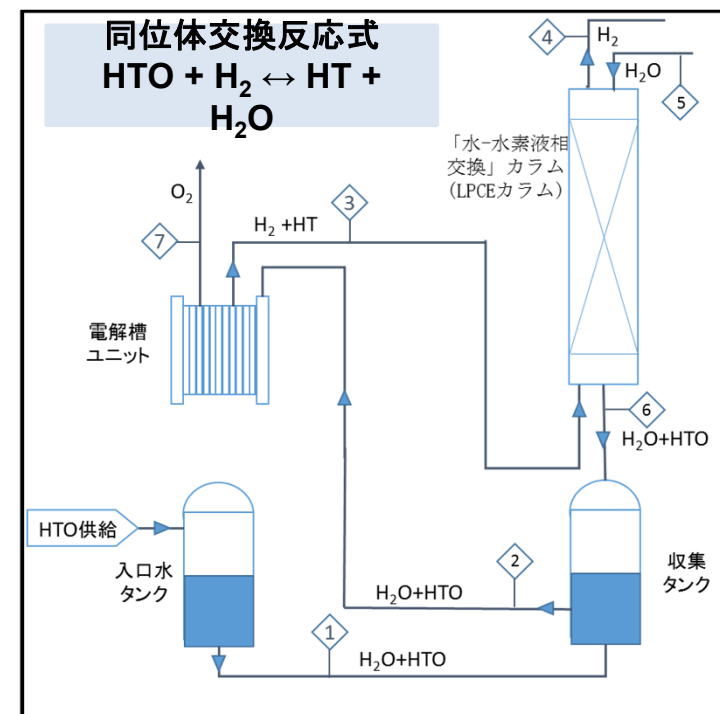 同位体交換反応式
HTO + H₂ ↔ HT +
H₂O
4
H₂
H₂O
5
「水-水素液相
交換」カラム
(LPCEカラム)
O₂
3
H₂ +HT
7
電解槽
ユニット
6
H₂O+HTO
HTO供給
入口水
タンク
2
H₂O+HTO
収集
タンク
1
H₂O+HTO